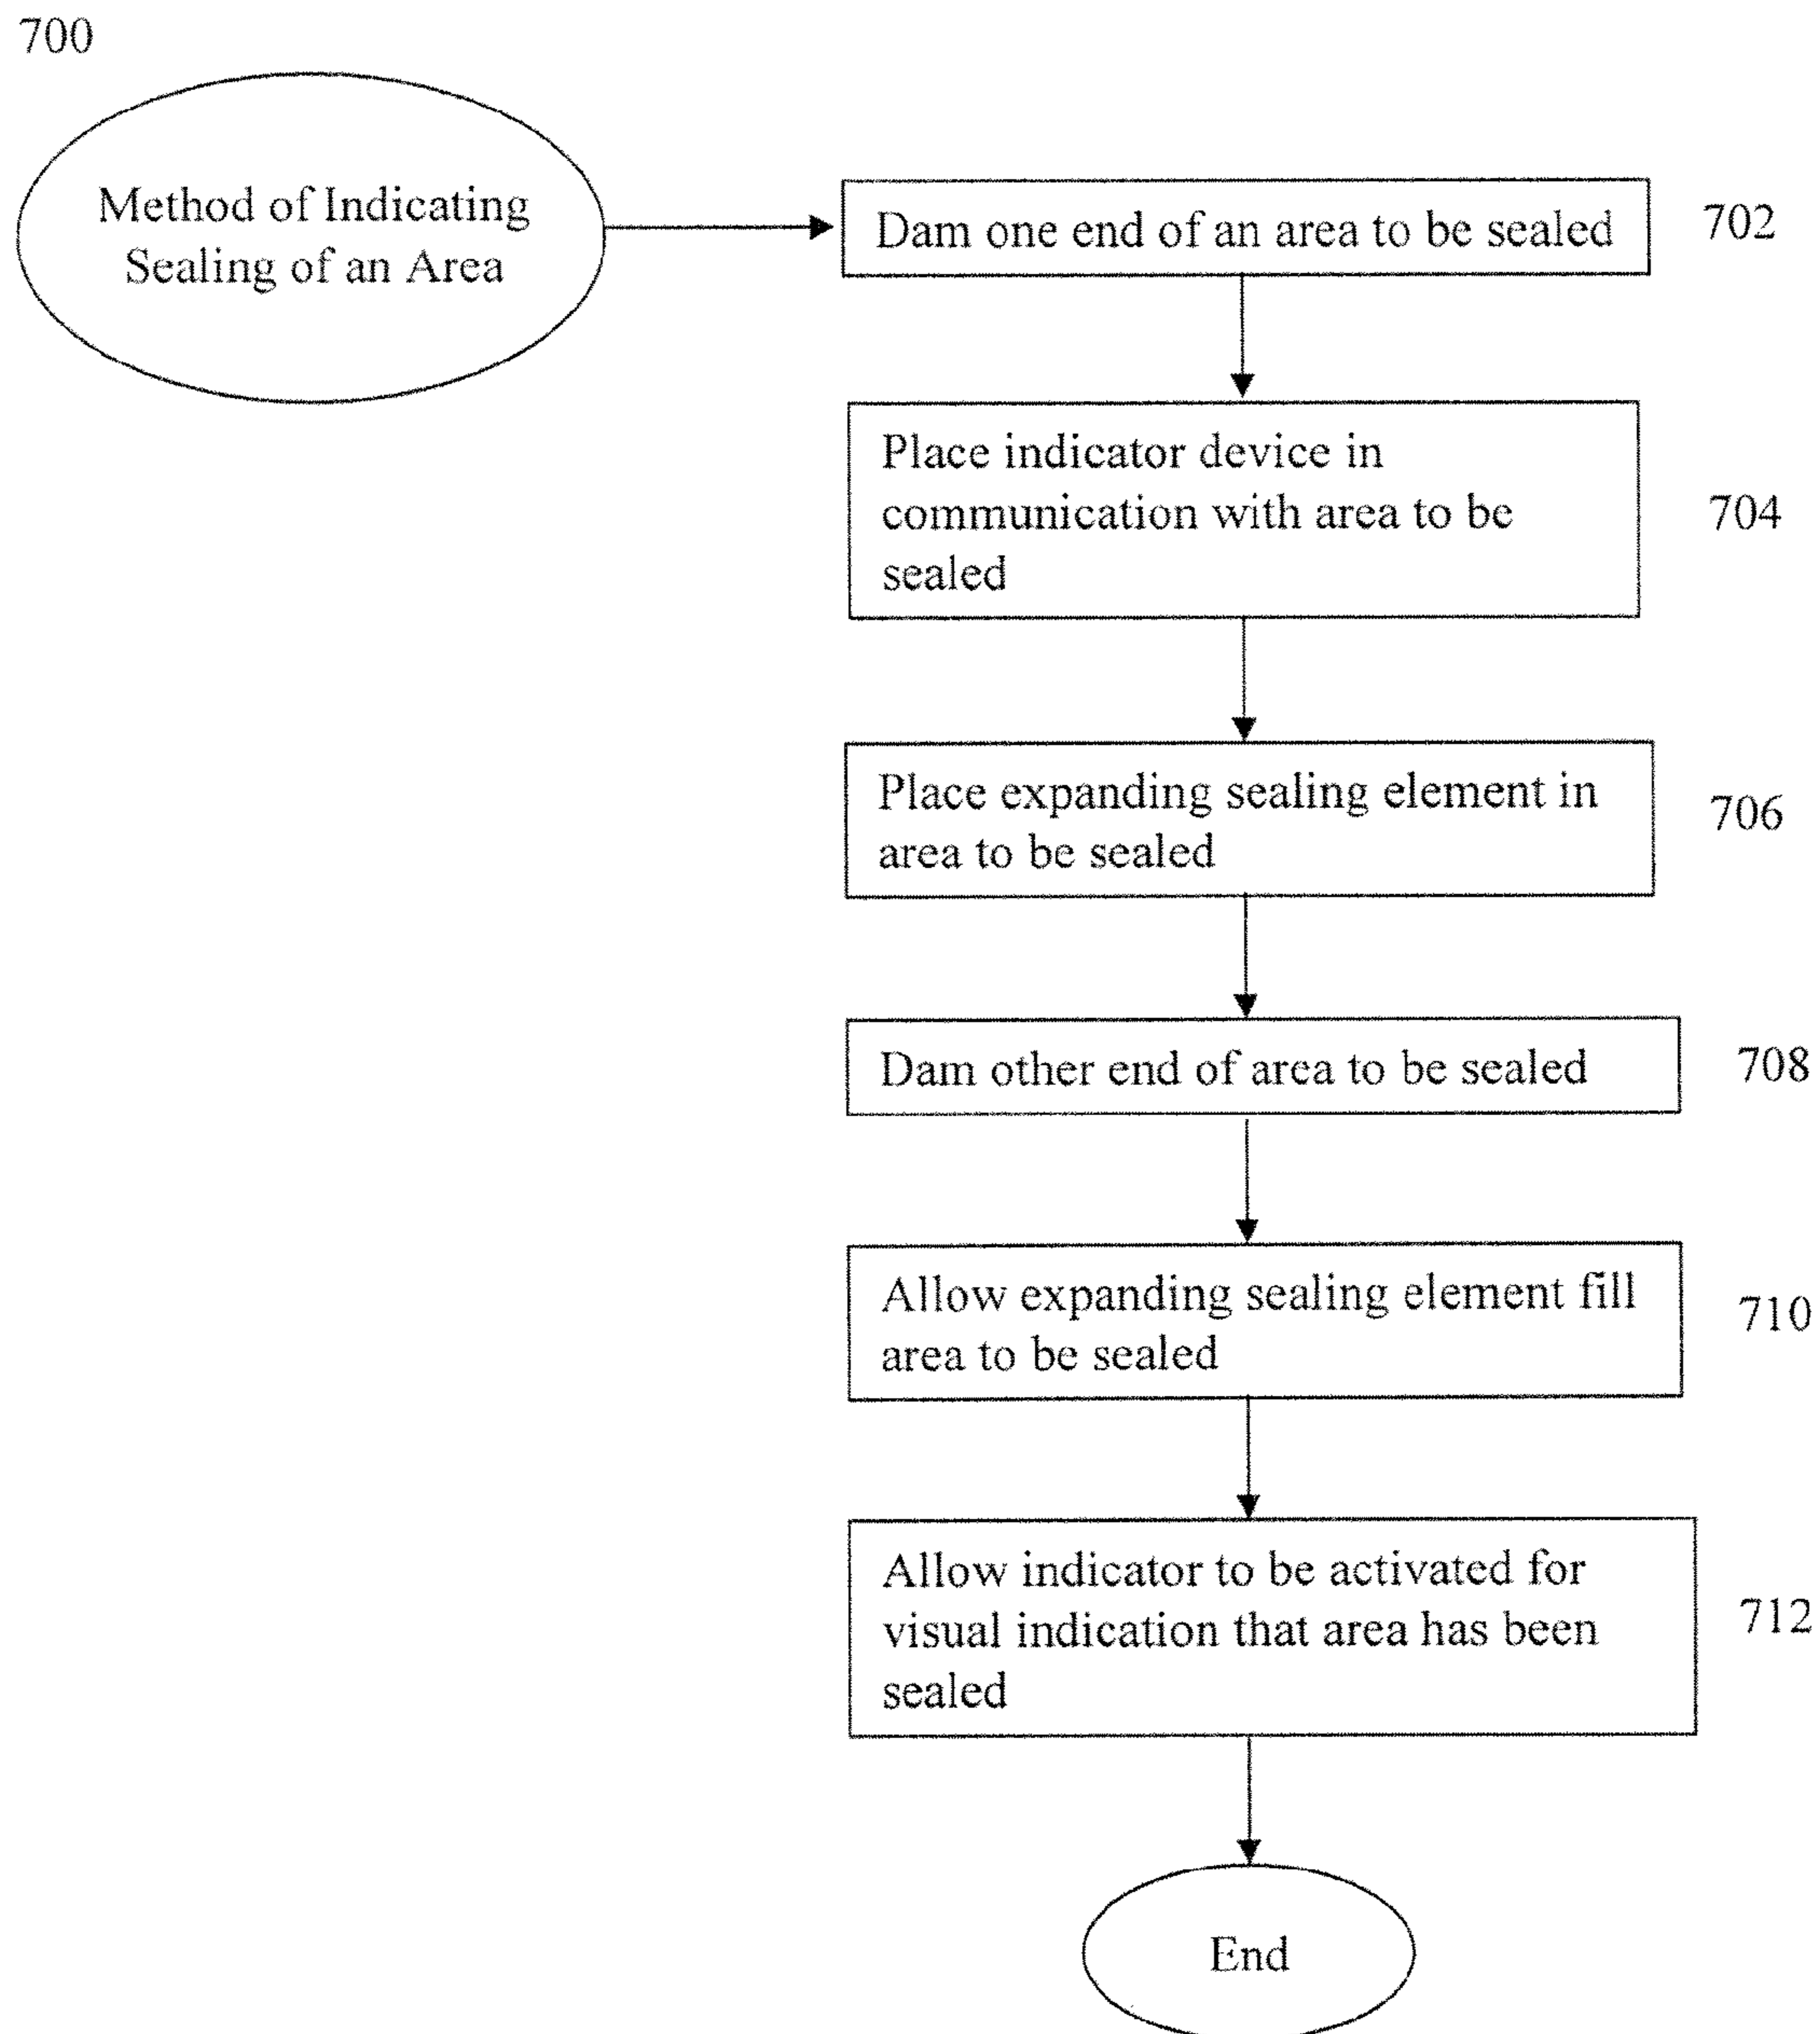 700
Method of Indicating
Sealing of an Area
Dam one end of an area to be sealed
702
Place indicator device in
communication with area to be
sealed
704
Place expanding sealing element in
area to be sealed
706
Dam other end of area to be sealed
708
Allow expanding sealing element fill
area to be sealed
710
Allow indicator to be activated for
visual indication that area has been
sealed
712
End